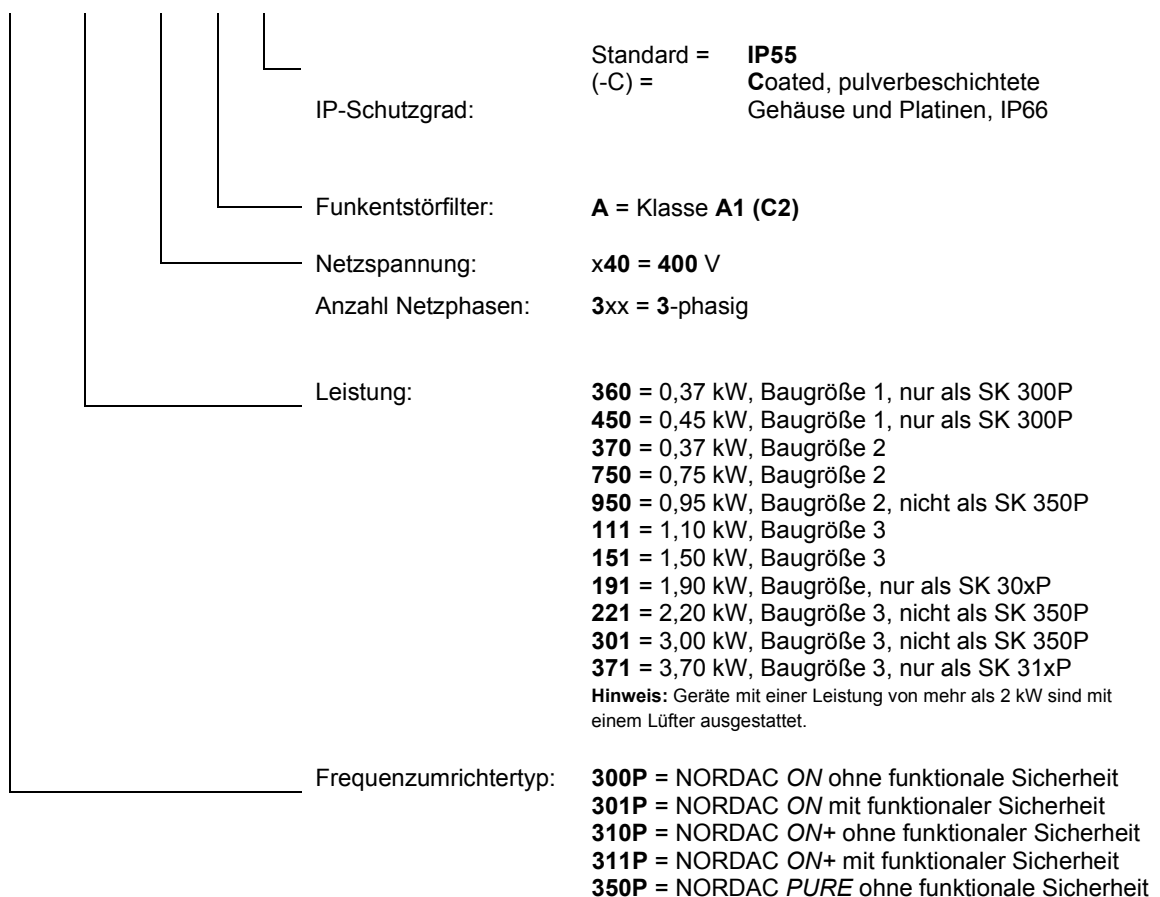 Standard = IP55
(-C) = Coated, pulverbeschichtete
IP-Schutzgrad: Gehäuse und Platinen, IP66
Funkentstörfilter: A = Klasse A1 (C2)
Netzspannung: x40 = 400 V
Anzahl Netzphasen: 3xx = 3-phasig
Leistung: 360 = 0,37 kW, Baugröße 1, nur als SK 300P
450 = 0,45 kW, Baugröße 1, nur als SK 300P
370 = 0,37 kW, Baugröße 2
750 = 0,75 kW, Baugröße 2
950 = 0,95 kW, Baugröße 2, nicht als SK 350P
111 = 1,10 kW, Baugröße 3
151 = 1,50 kW, Baugröße 3
191 = 1,90 kW, Baugröße, nur als SK 30xP
221 = 2,20 kW, Baugröße 3, nicht als SK 350P
301 = 3,00 kW, Baugröße 3, nicht als SK 350P
371 = 3,70 kW, Baugröße 3, nur als SK 31xP
Hinweis: Geräte mit einer Leistung von mehr als 2 kW sind mit
einem Lüfter ausgestattet.
Frequenzumrichtertyp: 300P = NORDAC ON ohne funktionale Sicherheit
301P = NORDAC ON mit funktionaler Sicherheit
310P = NORDAC ON+ ohne funktionaler Sicherheit
311P = NORDAC ON+ mit funktionaler Sicherheit
350P = NORDAC PURE ohne funktionale Sicherheit